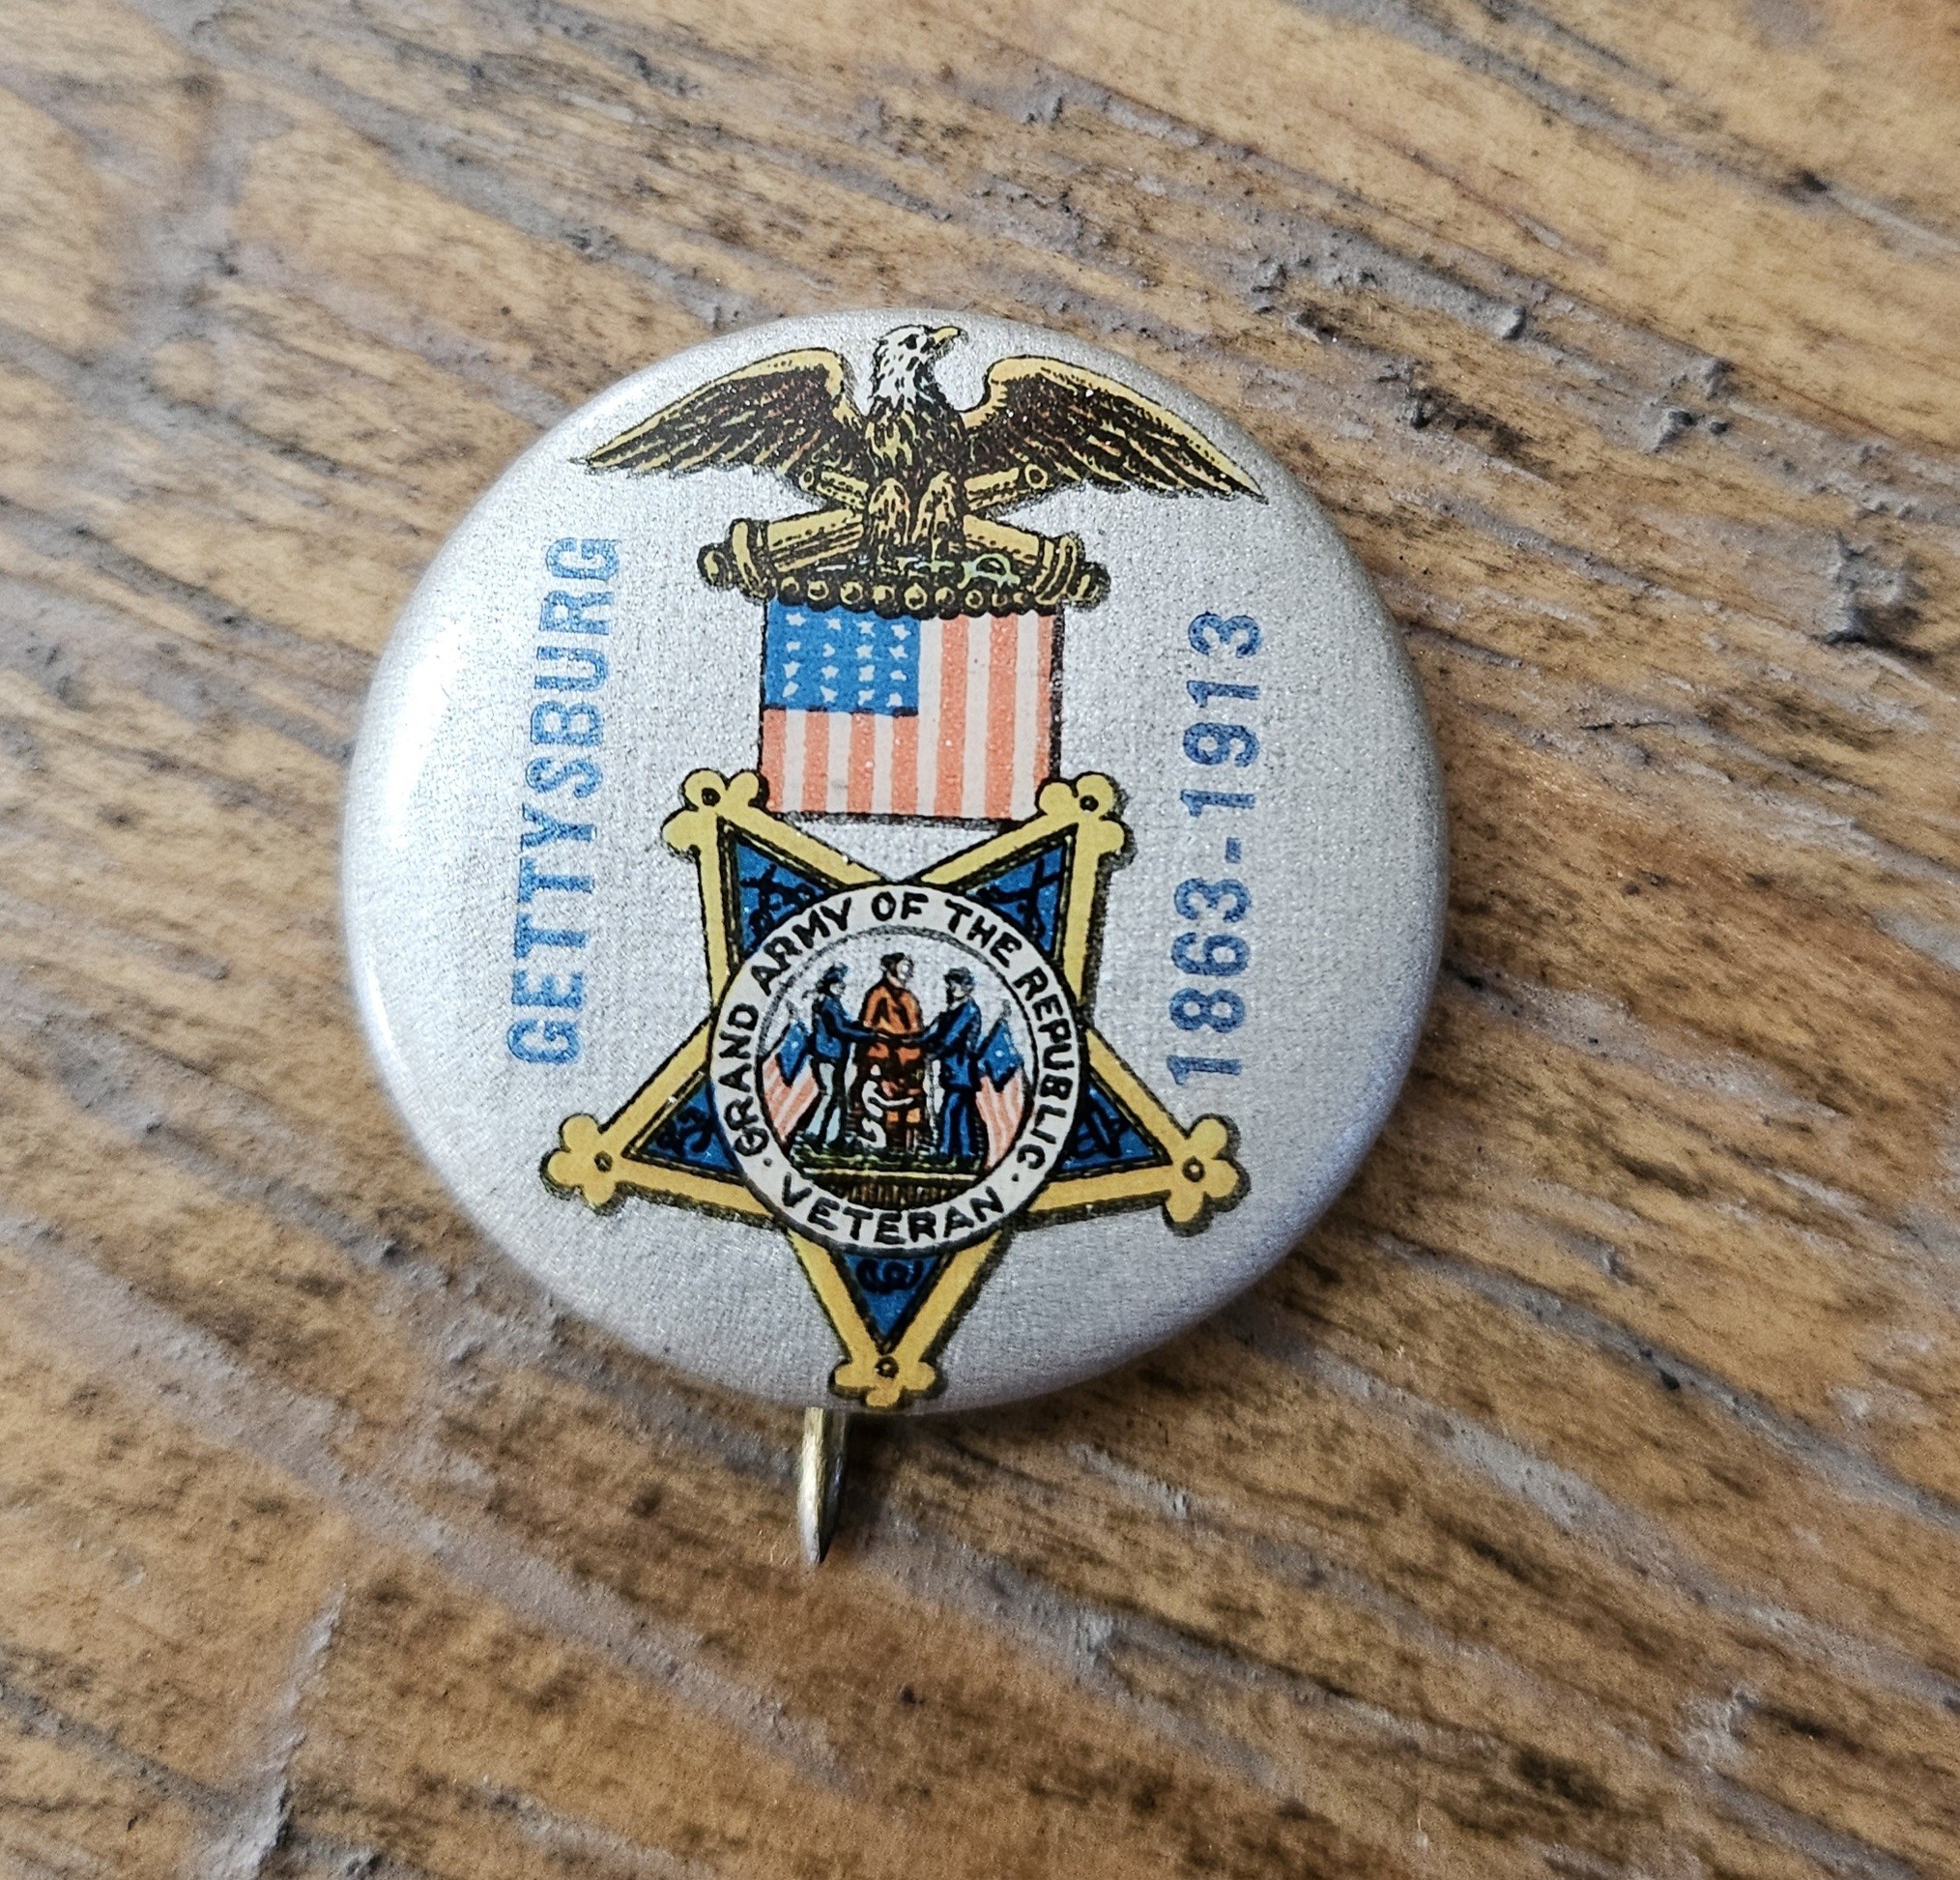 GETTYSBURG
1863-1913
GRAND ARMY OF THE REPUBLIC
· VETERAN ·